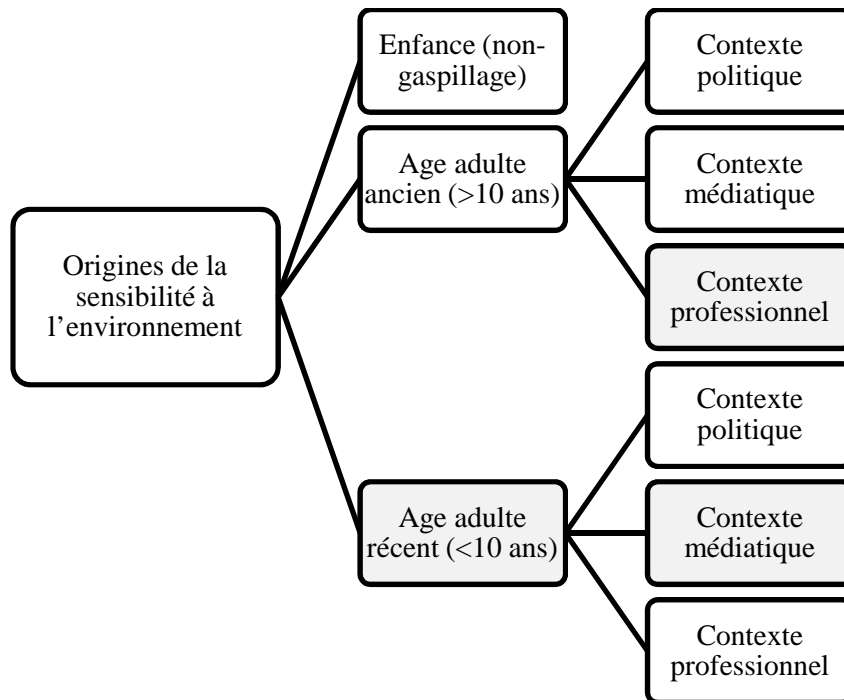 Enfance (non-
gaspillage)
Contexte
politique
Age adulte
ancien (>10 ans)
Contexte
médiatique
Origines de la
sensibilité à
l’environnement
Contexte
professionnel
Contexte
politique
Age adulte
récent (<10 ans)
Contexte
médiatique
Contexte
professionnel